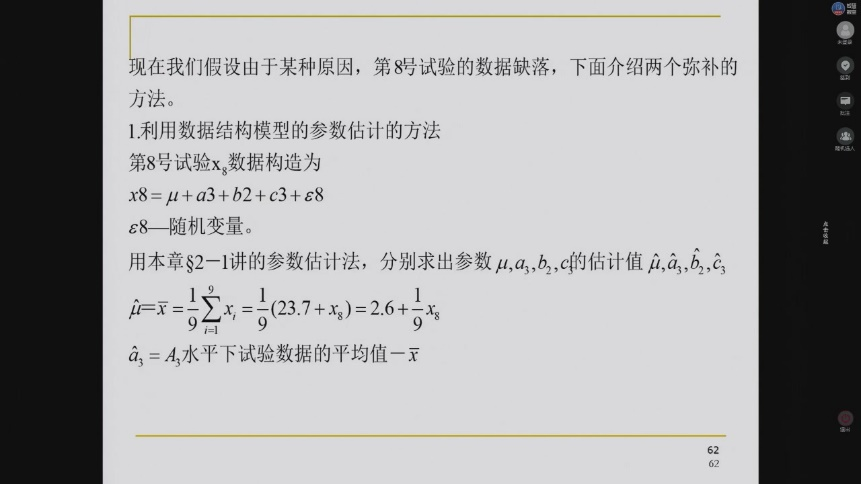 现在我们假设由于某种原因，第8号试验的数据缺落，下面介绍两个弥补的
方法。
1.利用数据结构模型的参数估计的方法
第8号试验x₈数据构造为
x8 = μ + a3 + b2 + c3 + ε8
ε8—随机变量。
用本章§2－1讲的参数估计法，分别求出参数 μ,a₃,b₂,c₃的估计值 μ̂,â₃,b̂₂,ĉ₃
μ̂ = x̄ = 1/9 ∑_{i=1}^{9} xᵢ = 1/9 (23.7 + x₈) = 2.6 + 1/9 x₈
â₃ = A₃水平下试验数据的平均值－x̄
62
62